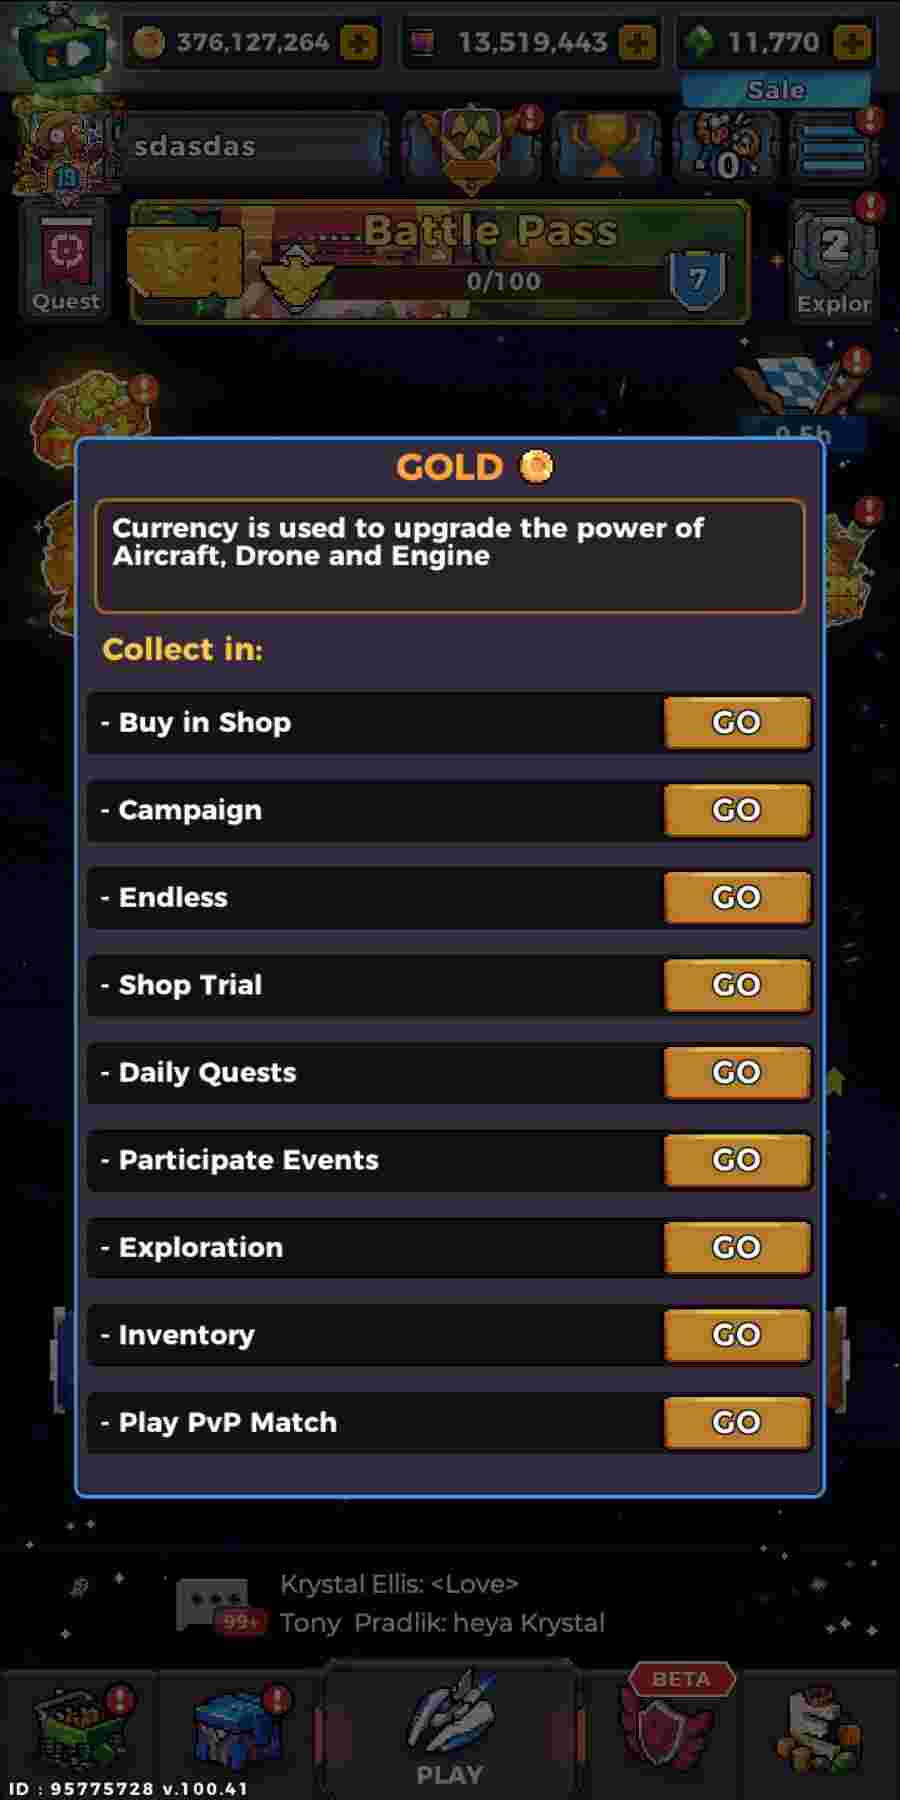 376,127,264
13,519,443
11,770
Sale
sdasdas
19
0
Battle Pass
0/100
7
Quest
2
Explor
9.5h
GOLD
Currency is used to upgrade the power of
Aircraft, Drone and Engine
Collect in:
- Buy in Shop
GO
- Campaign
GO
- Endless
GO
- Shop Trial
GO
- Daily Quests
GO
- Participate Events
GO
- Exploration
GO
- Inventory
GO
- Play PvP Match
GO
Krystal Ellis: <Love>
99+
Tony Pradlik: heya Krystal
BETA
PLAY
ID : 95775728 v.100.41